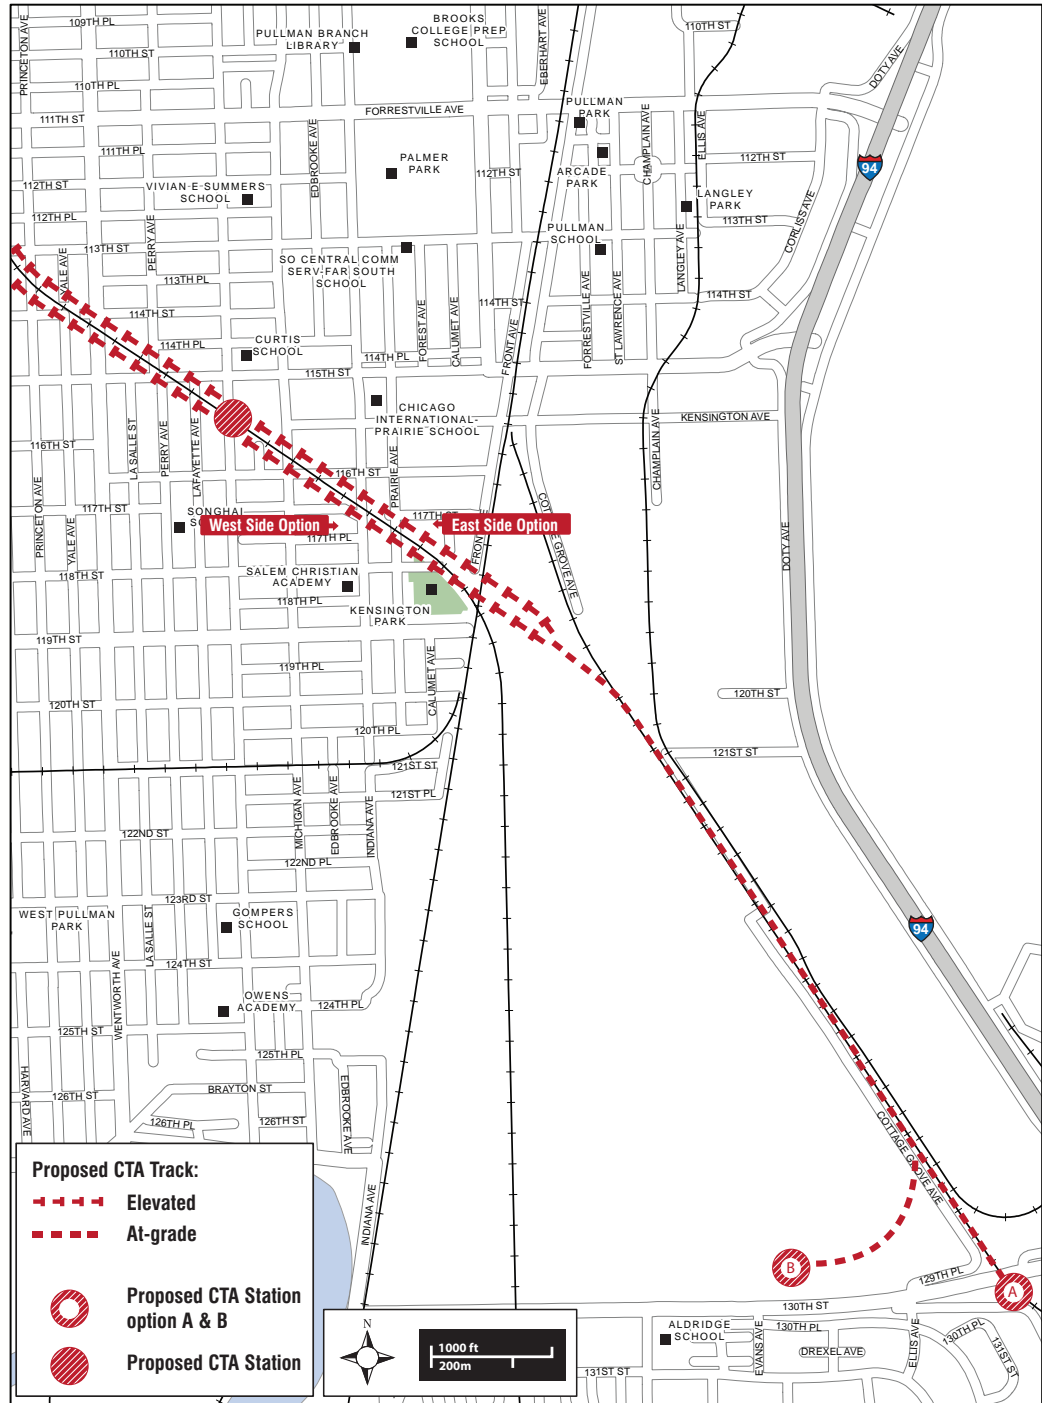 PRINCETON AVE
109TH PL
110TH ST
110TH PL
111TH ST
111TH PL
112TH ST
112TH PL
113TH ST
113TH PL
114TH ST
114TH PL
115TH ST
PULLMAN BRANCH
LIBRARY
BROOKS
COLLEGE PREP
SCHOOL
EBERHART AVE
110TH ST
DOTY AVE
FORRESTVILLE AVE
PULLMAN
PARK
CHAMPLAIN AVE
ELLIS AVE
94
EDBROOKE AVE
PALMER
PARK
112TH ST
ARCADE
PARK
112TH ST
VIVIAN E SUMMERS
SCHOOL
LANGLEY
PARK
113TH ST
CORLISS AVE
PERRY AVE
YALE AVE
PULLMAN
SCHOOL
SO CENTRAL COMM
SERV-FAR SOUTH
SCHOOL
LANGLEY AVE
114TH ST
114TH ST
FOREST AVE
CALUMET AVE
FRONT AVE
FORRESTVILLE AVE
ST LAWRENCE AVE
CURTIS
SCHOOL
114TH PL
CHICAGO
INTERNATIONAL-
PRAIRIE SCHOOL
KENSINGTON AVE
CHAMPLAIN AVE
116TH ST
LA SALLE ST
PERRY AVE
LAFAYETTE AVE
116TH ST
PRAIRIE AVE
PRINCETON AVE
YALE AVE
117TH ST
SONGHAI
117TH ST
West Side Option
East Side Option
117TH PL
DOTY AVE
118TH ST
SALEM CHRISTIAN
ACADEMY
118TH PL
KENSINGTON
PARK
119TH ST
119TH PL
CALUMET AVE
120TH ST
120TH ST
120TH PL
121ST ST
121ST ST
121ST PL
MICHIGAN AVE
EDBROOKE AVE
INDIANA AVE
122ND ST
122ND PL
123RD ST
WEST PULLMAN
PARK
LA SALLE ST
GOMPERS
SCHOOL
94
124TH ST
WENTWORTH AVE
OWENS
ACADEMY
124TH PL
125TH ST
125TH PL
HARVARD AVE
BRAYTON ST
EDBROOKE AVE
126TH ST
126TH PL
126TH ST
COTTAGE GROVE AVE
INDIANA AVE
Proposed CTA Track:
Elevated
At-grade
Proposed CTA Station
option A & B
Proposed CTA Station
B
A
129TH PL
130TH ST
N
1000 ft
200m
ALDRIDGE
SCHOOL
EVANS AVE
130TH PL
DREXEL AVE
ELLIS AVE
130TH PL
131ST ST
131ST ST